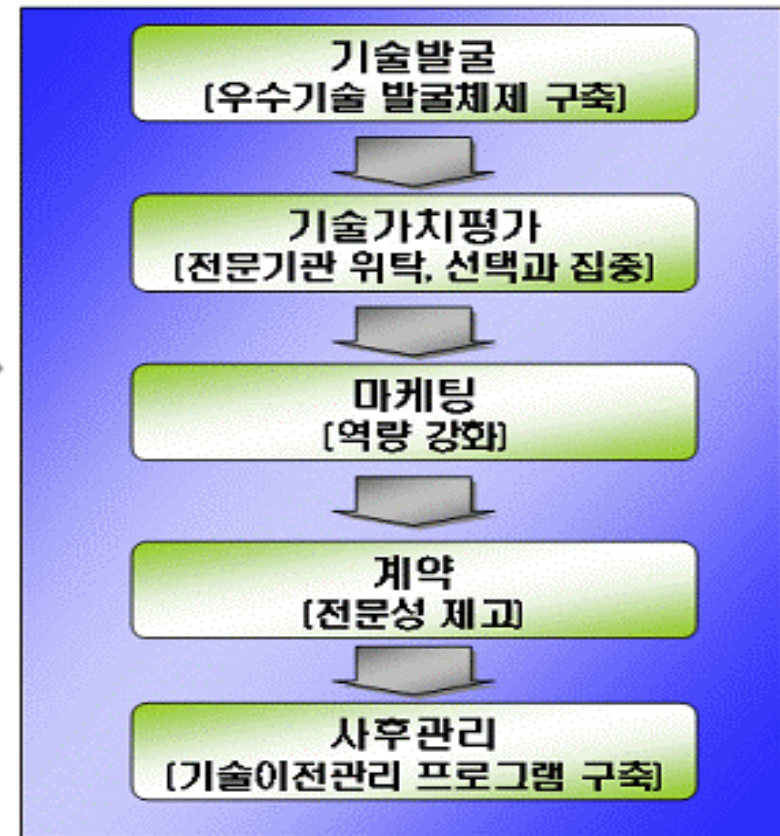 기술발굴
(우수기술 발굴체제 구축)
기술가치평가
(전문기관 위탁, 선택과 집중)
마케팅
(역량 강화)
계약
(전문성 제고)
사후관리
(기술이전관리 프로그램 구축)